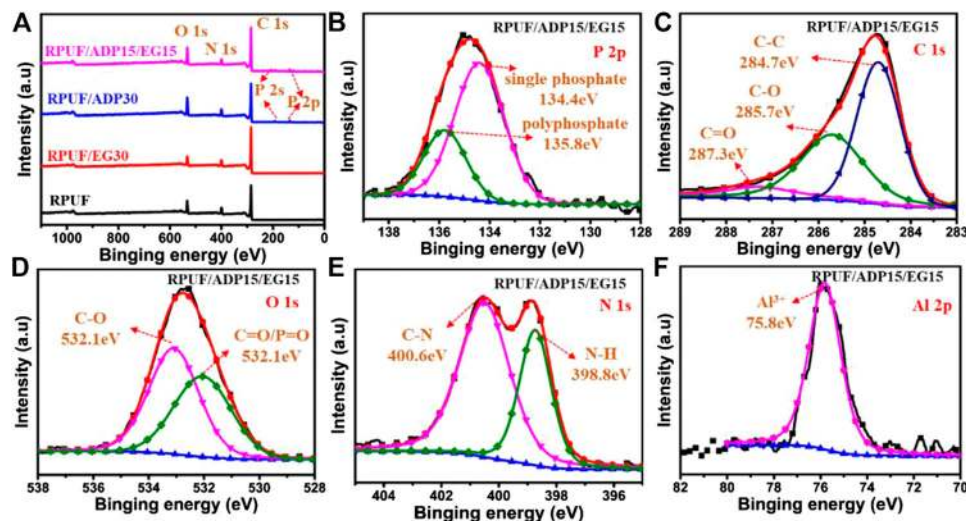 A
O 1s
N 1s
C 1s
RPUF/ADP15/EG15
P 2s
P 2p
RPUF/ADP30
RPUF/EG30
RPUF
Intensity (a.u)
1000 800 600 400 200 0
Binging energy (eV)
B
RPUF/ADP15/EG15
P 2p
single phosphate
134.4eV
polyphosphate
135.8eV
Intensity (a.u)
138 136 134 132 130 128
Binging energy (eV)
C
RPUF/ADP15/EG15
C 1s
C-C
284.7eV
C-O
285.7eV
C=O
287.3eV
Intensity (a.u)
289 288 287 286 285 284 283
Binging energy (eV)
D
RPUF/ADP15/EG15
O 1s
C-O
532.1eV
C=O/P=O
532.1eV
Intensity (a.u)
538 536 534 532 530 528
Binging energy (eV)
E
RPUF/ADP15/EG15
N 1s
C-N
400.6eV
N-H
398.8eV
Intensity (a.u)
404 402 400 398 396
Binging energy (eV)
F
RPUF/ADP15/EG15
Al 2p
Al³⁺
75.8eV
Intensity (a.u)
82 80 78 76 74 72 70
Binging energy (eV)